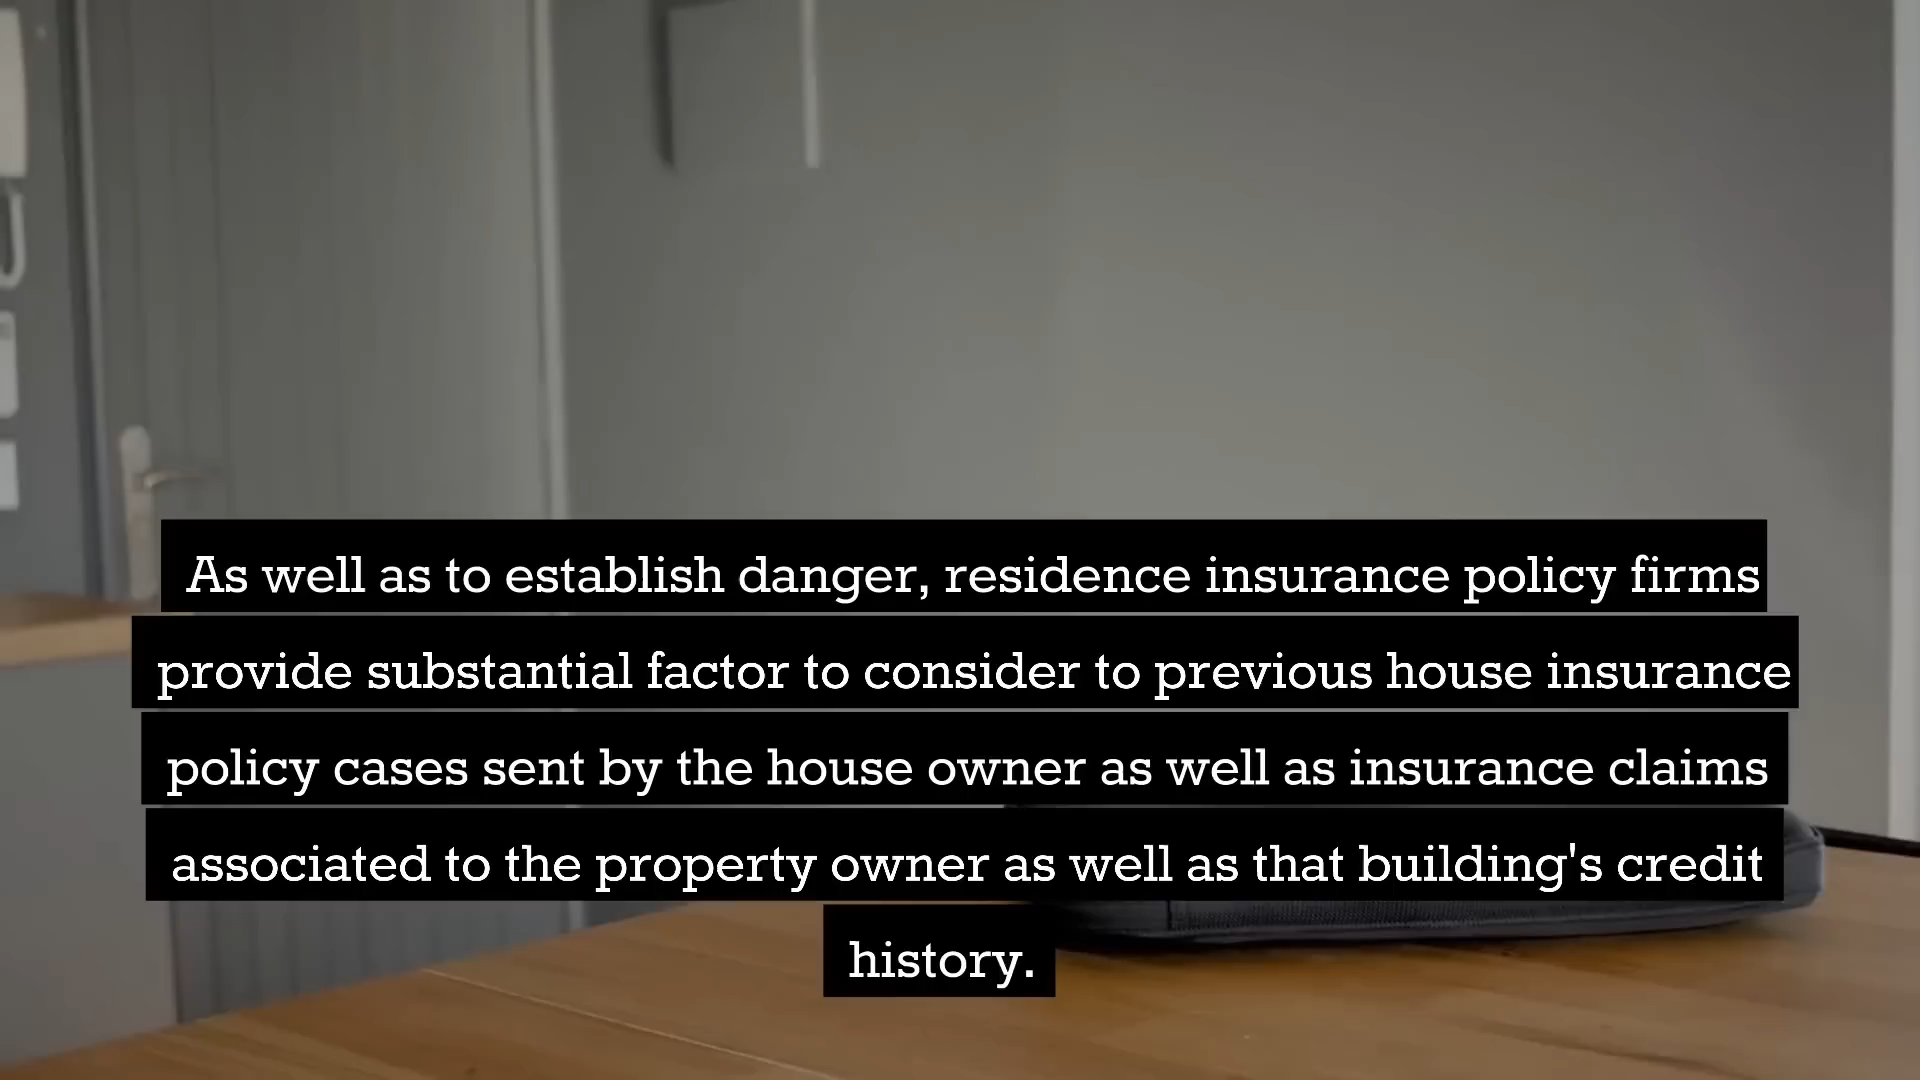 As well as to establish danger, residence insurance policy firms
provide substantial factor to consider to previous house insurance
policy cases sent by the house owner as well as insurance claims
associated to the property owner as well as that building's credit
history.